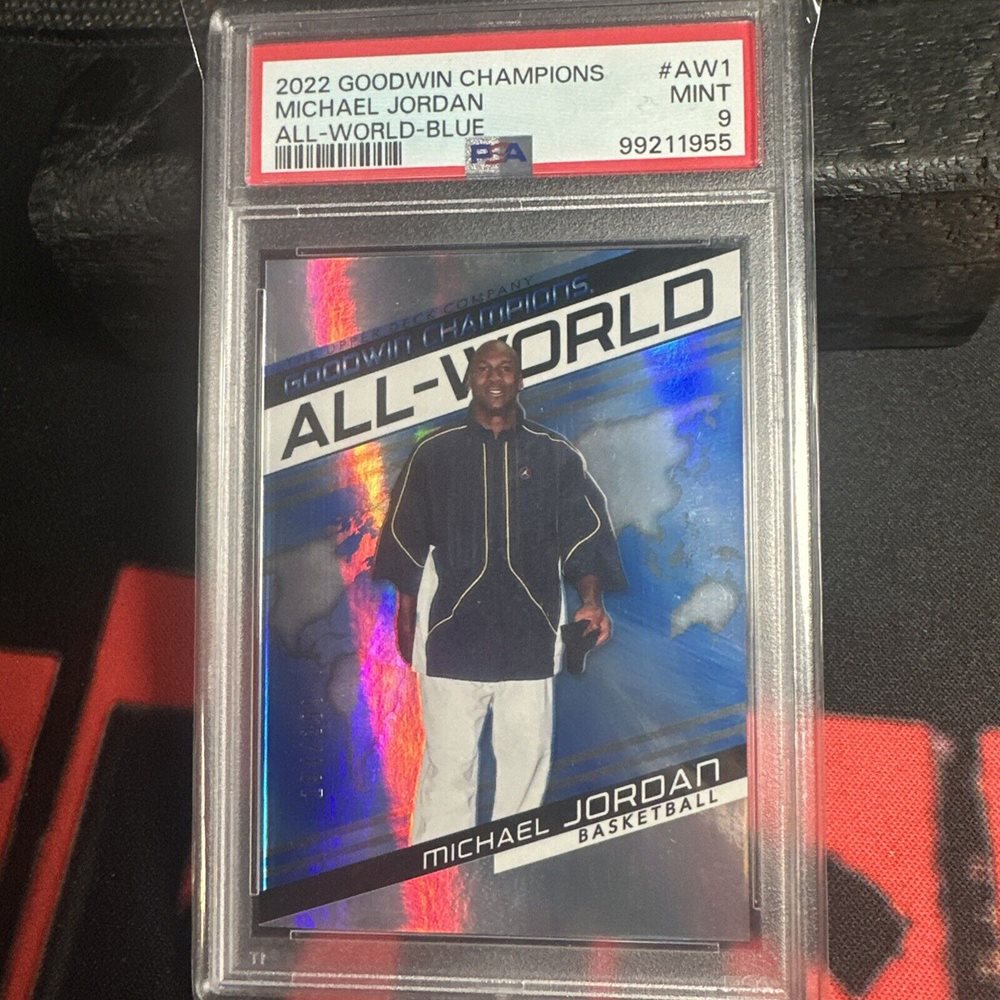 2022 GOODWIN CHAMPIONS #AW1
MICHAEL JORDAN MINT
ALL-WORLD-BLUE 9
99211955
PSA
THE UPPER DECK COMPANY
GOODWIN CHAMPIONS
ALL-WORLD
MICHAEL JORDAN
BASKETBALL